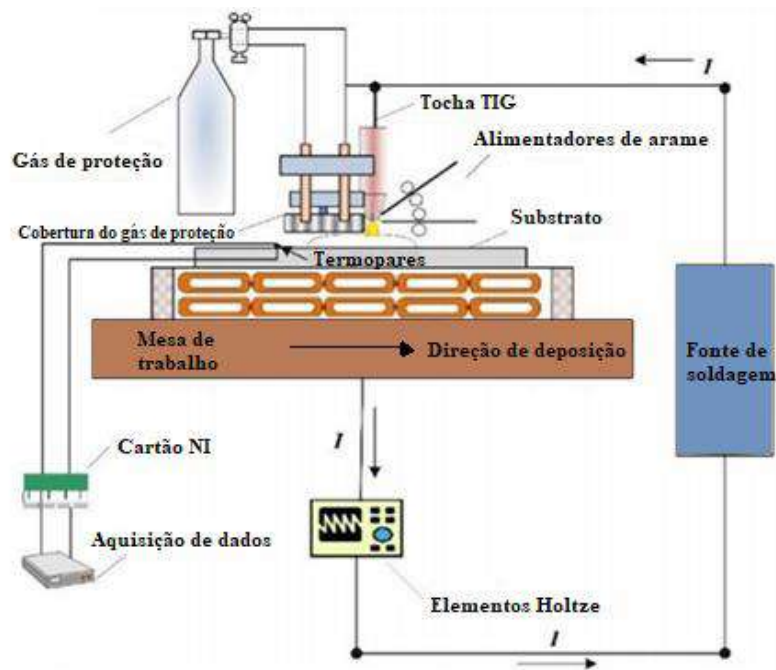 I
Tocha TIG
Alimentadores de arame
Gás de proteção
Cobertura do gás de proteção
Substrato
Termopares
Mesa de
trabalho
Direção de deposição
Fonte de
soldagem
I
Cartão NI
Aquisição de dados
Elementos Holtze
I